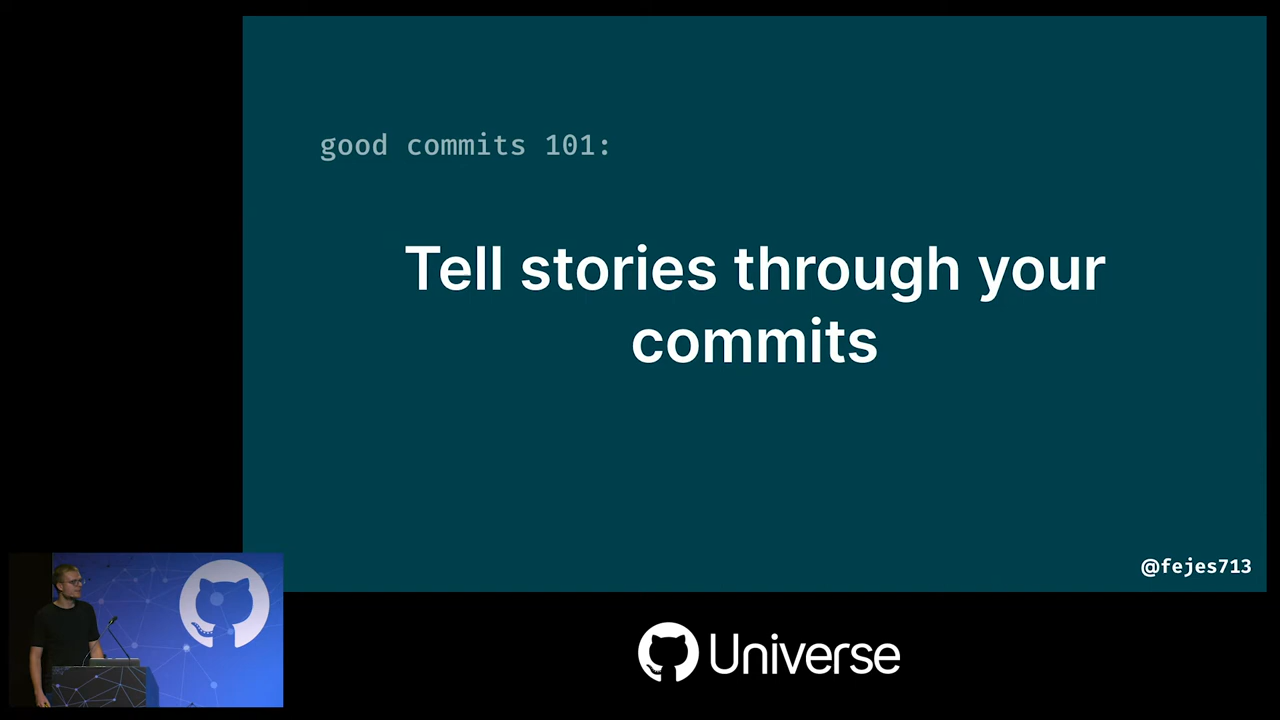 good commits 101:
Tell stories through your
commits
@fejes713
Universe